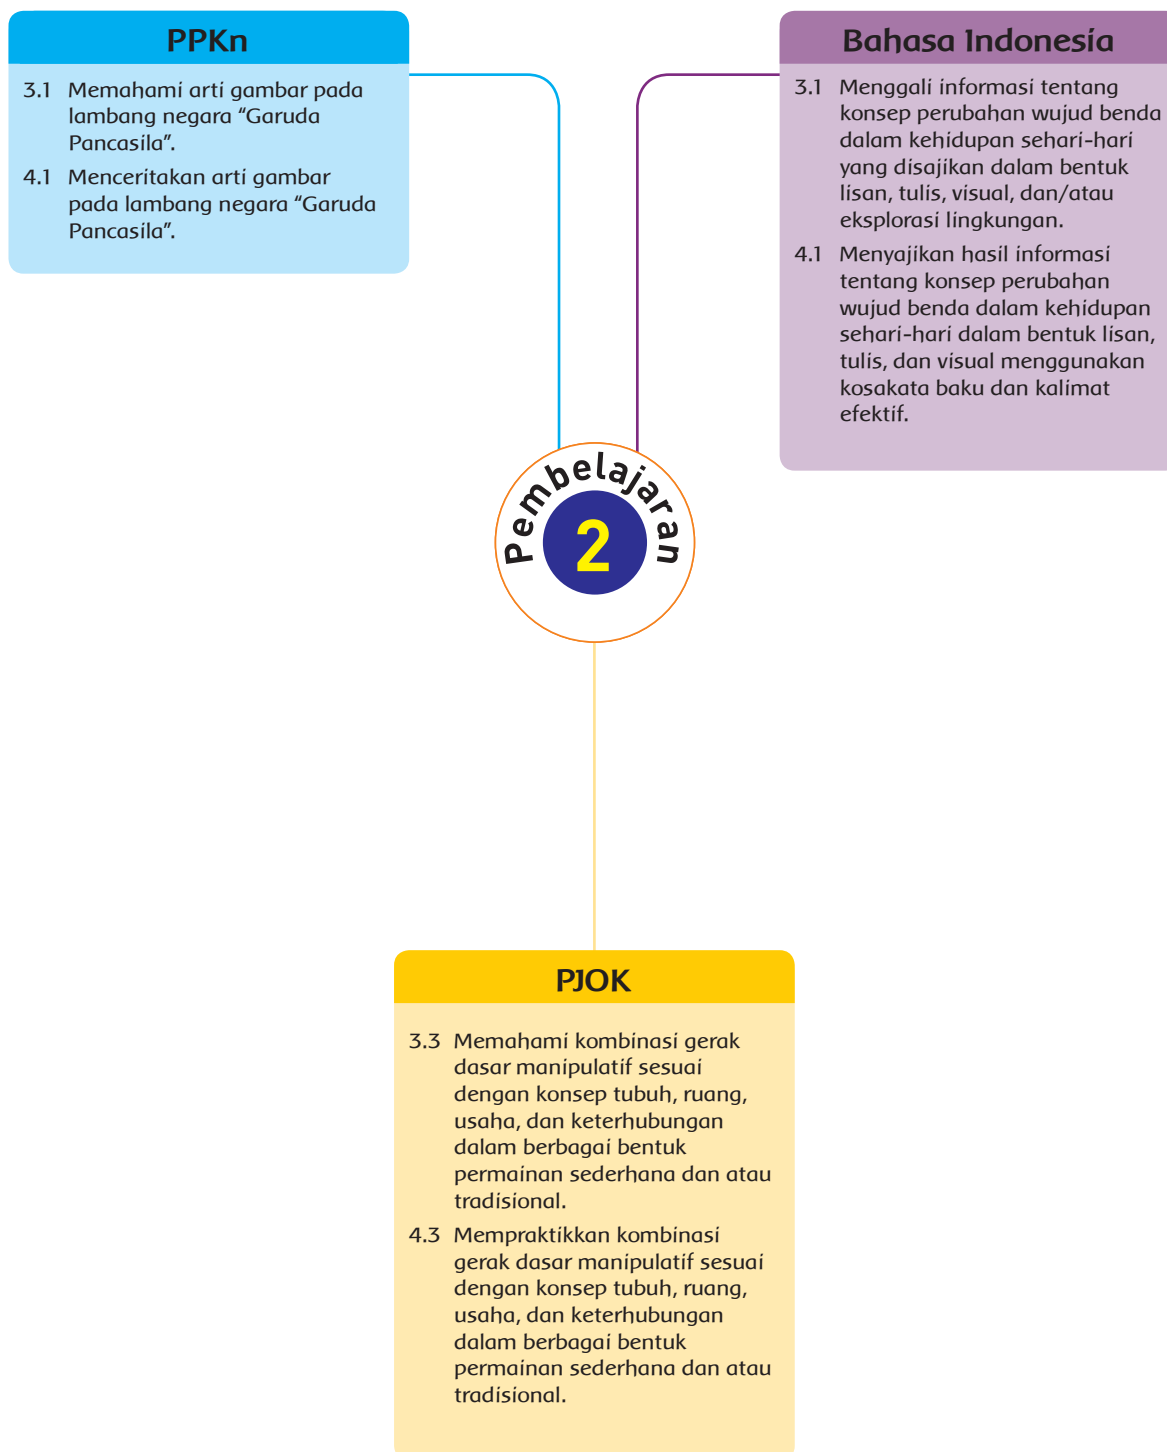 PPKn
3.1 Memahami arti gambar pada
lambang negara “Garuda
Pancasila”.
4.1 Menceritakan arti gambar
pada lambang negara “Garuda
Pancasila”.
Bahasa Indonesia
3.1 Menggali informasi tentang
konsep perubahan wujud benda
dalam kehidupan sehari-hari
yang disajikan dalam bentuk
lisan, tulis, visual, dan/atau
eksplorasi lingkungan.
4.1 Menyajikan hasil informasi
tentang konsep perubahan
wujud benda dalam kehidupan
sehari-hari dalam bentuk lisan,
tulis, dan visual menggunakan
kosakata baku dan kalimat
efektif.
Pembelajaran
2
PJOK
3.3 Memahami kombinasi gerak
dasar manipulatif sesuai
dengan konsep tubuh, ruang,
usaha, dan keterhubungan
dalam berbagai bentuk
permainan sederhana dan atau
tradisional.
4.3 Mempraktikkan kombinasi
gerak dasar manipulatif sesuai
dengan konsep tubuh, ruang,
usaha, dan keterhubungan
dalam berbagai bentuk
permainan sederhana dan atau
tradisional.